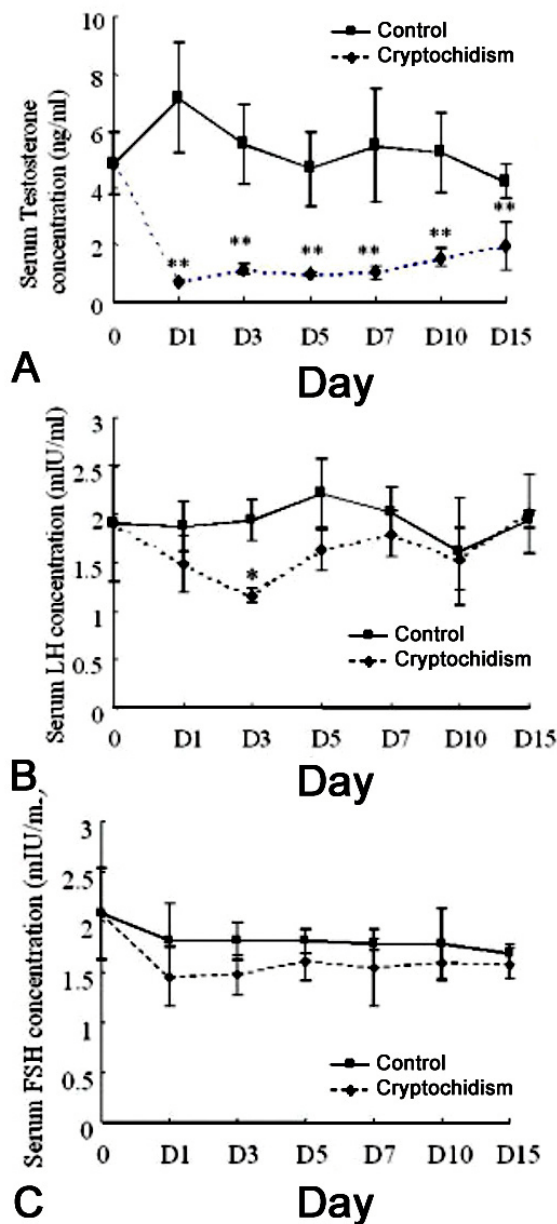 10
8
6
4
2
0
Serum Testosterone
concentration (ng/ml)
Control
Cryptochidism
**
**
**
**
**
**
0 D1 D3 D5 D7 D10 D15
A
Day
3
2.5
2
1.5
1
0.5
0
Serum LH concentration (mIU/ml)
*
Control
Cryptochidism
0 D1 D3 D5 D7 D10 D15
B
Day
3
2.5
2
1.5
1
0.5
0
Serum FSH concentration (mIU/m.,
Control
Cryptochidism
0 D1 D3 D5 D7 D10 D15
C
Day